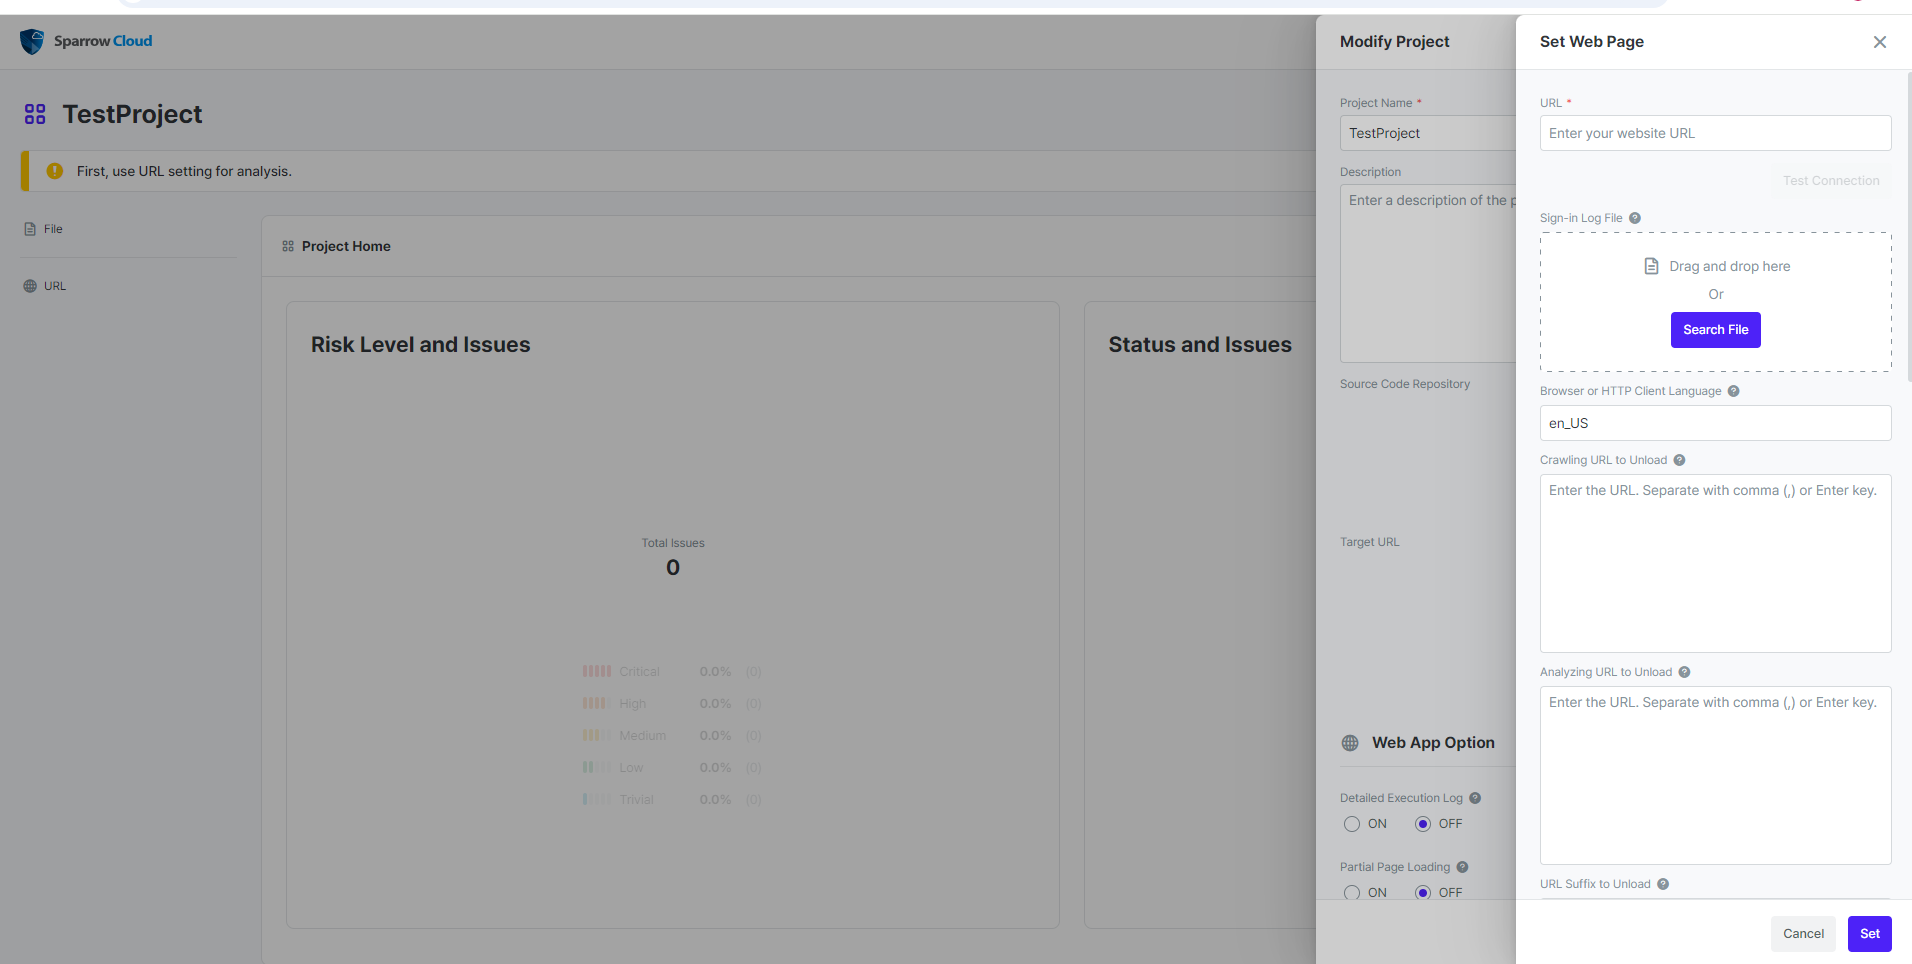 Sparrow Cloud
TestProject
First, use URL setting for analysis.
File
URL
Project Home
Risk Level and Issues
Total Issues
0
Critical 0.0% (0)
High 0.0% (0)
Medium 0.0% (0)
Low 0.0% (0)
Trivial 0.0% (0)
Status and Issues
Modify Project
Project Name *
TestProject
Description
Enter a description of the p
Source Code Repository
Target URL
Web App Option
Detailed Execution Log
ON OFF
Partial Page Loading
ON OFF
Set Web Page
URL *
Enter your website URL
Test Connection
Sign-in Log File
Drag and drop here
Or
Search File
Browser or HTTP Client Language
en_US
Crawling URL to Unload
Enter the URL. Separate with comma (,) or Enter key.
Analyzing URL to Unload
Enter the URL. Separate with comma (,) or Enter key.
URL Suffix to Unload
Cancel Set